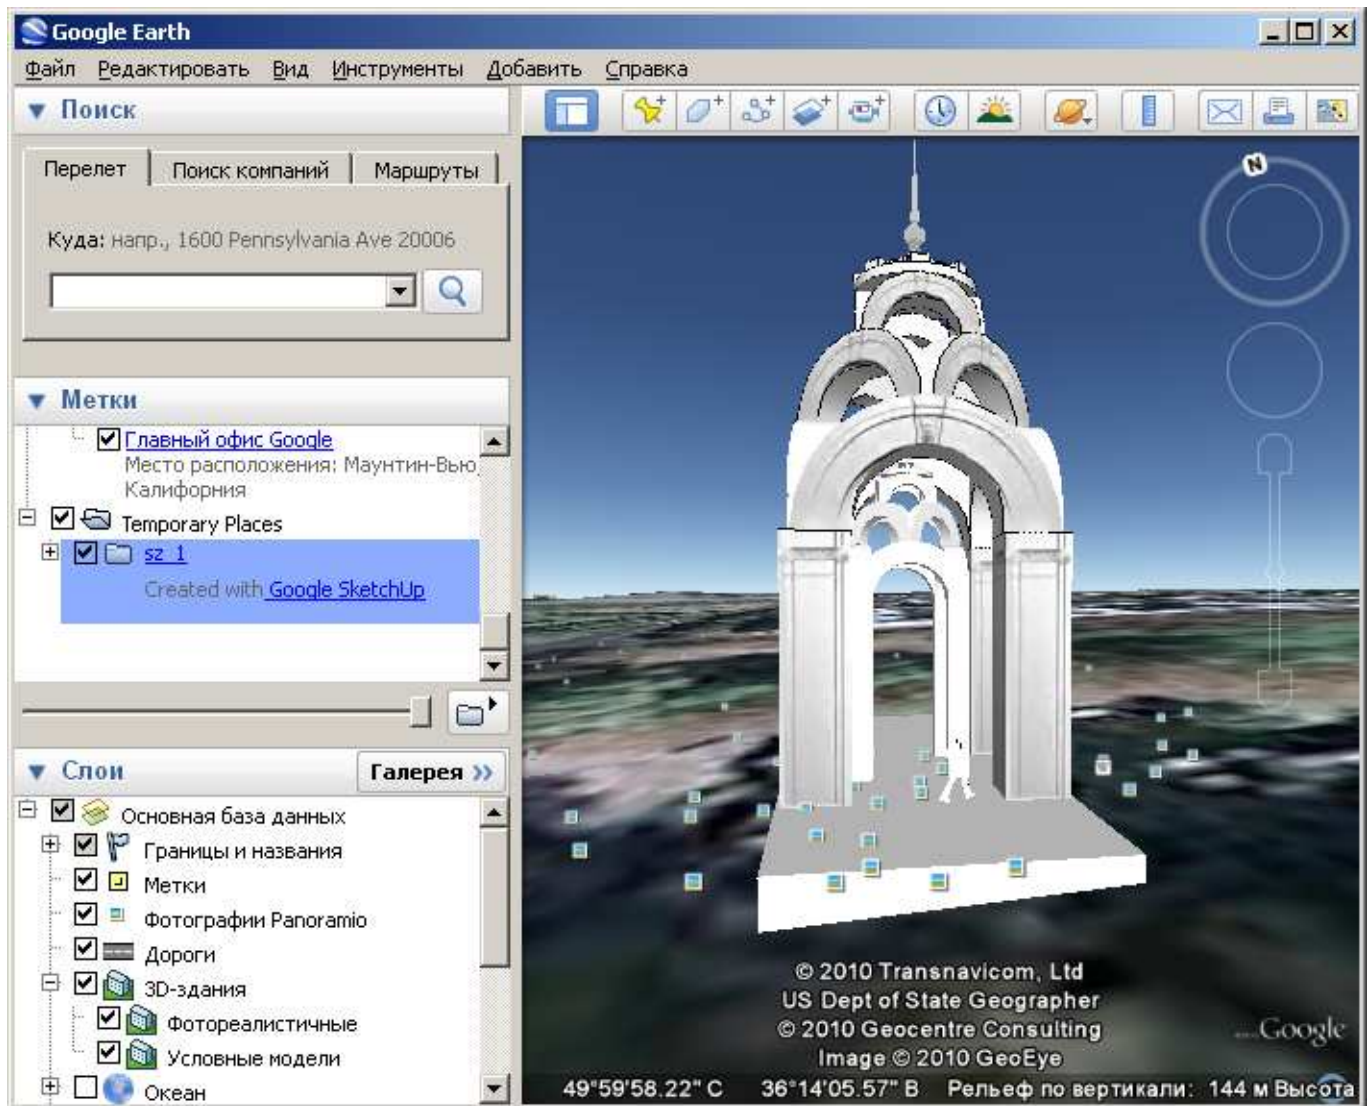 Google Earth
Файл Редактировать Вид Инструменты Добавить Справка
Поиск
Перелет Поиск компаний Маршруты
Куда: напр., 1600 Pennsylvania Ave 20006
Метки
Главный офис Google
Место расположения: Маунтин-Вью,
Калифорния
Temporary Places
sz_1
Created with Google SketchUp
Слои
Галерея »
Основная база данных
Границы и названия
Метки
Фотографии Panoramio
Дороги
3D-здания
Фотореалистичные
Условные модели
Океан
N
© 2010 Transnavicom, Ltd
US Dept of State Geographer
© 2010 Geocentre Consulting
Image © 2010 GeoEye
Google
49°59'58.22" С 36°14'05.57" В Рельеф по вертикали: 144 м Высота